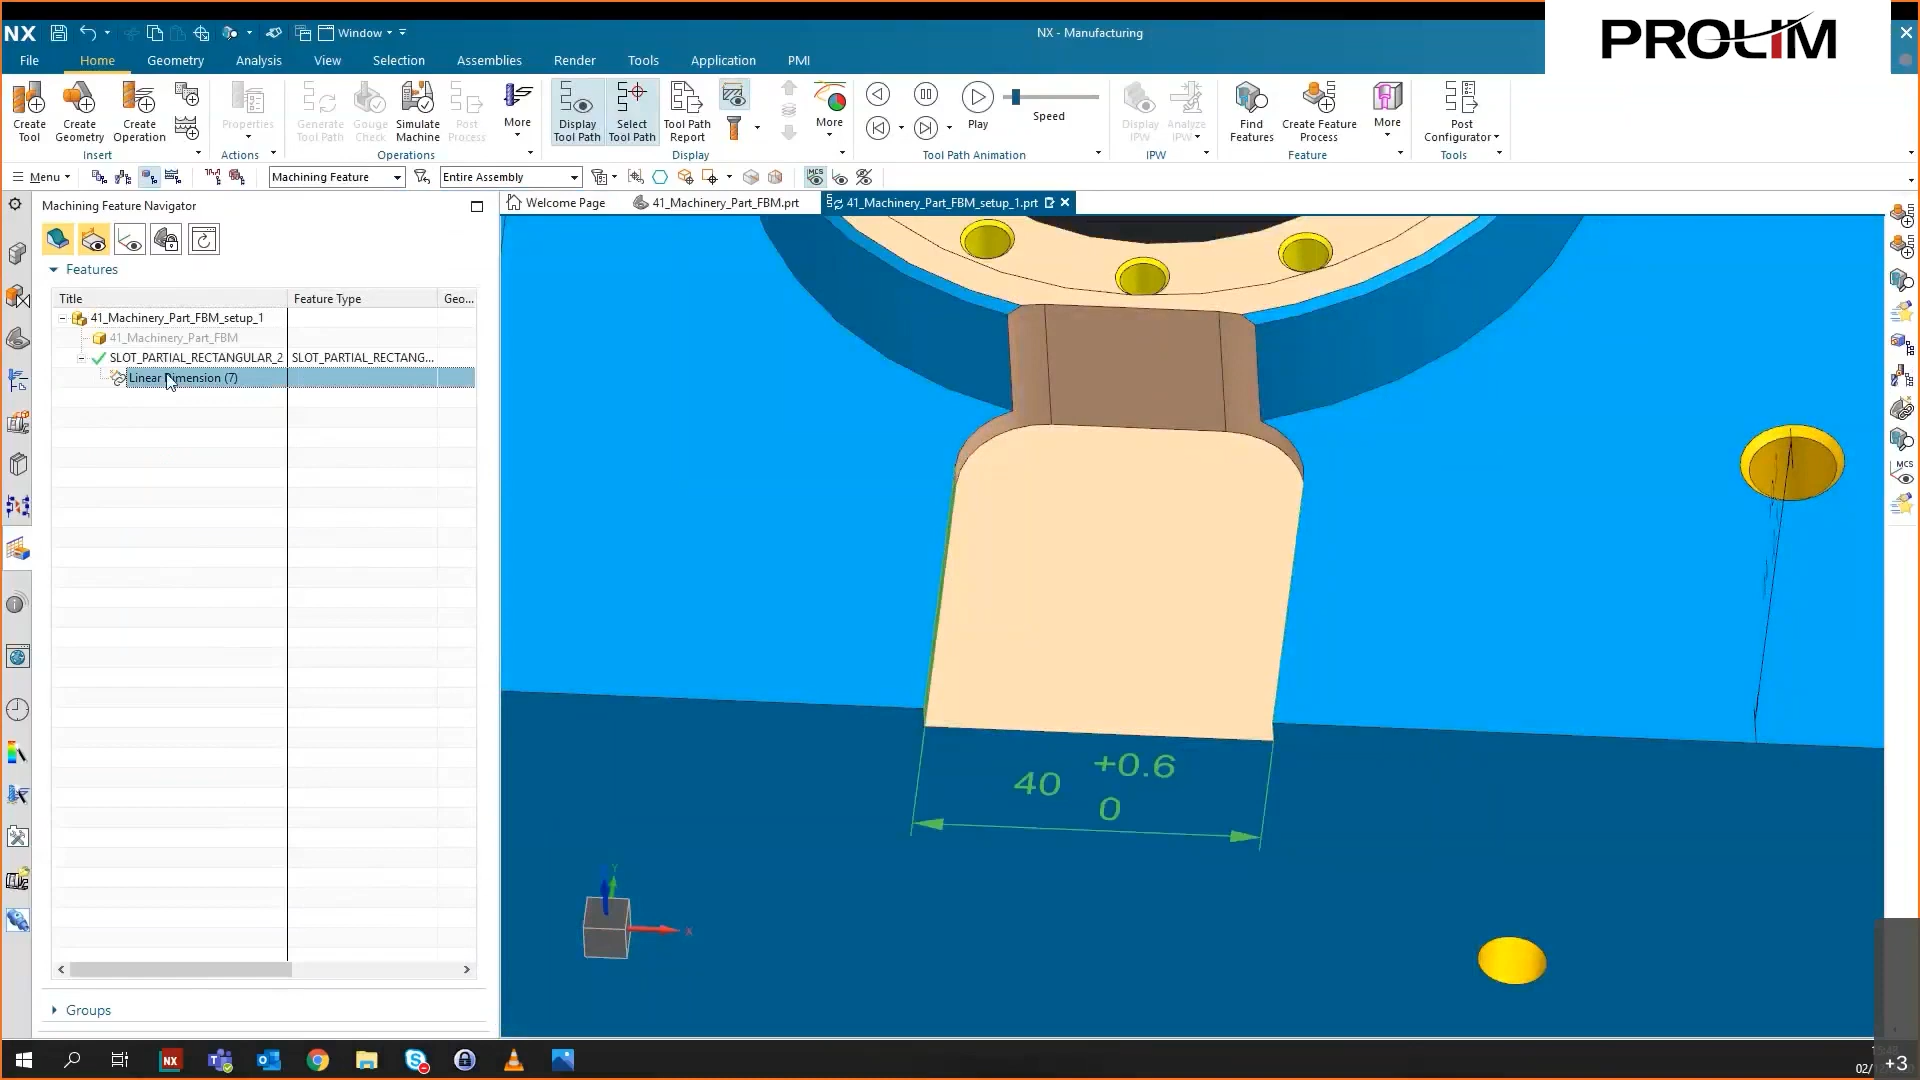 NX
Window
NX - Manufacturing
PROLIM
File Home Geometry Analysis View Selection Assemblies Render Tools Application PMI
Create Tool
Create Geometry
Create Operation
Properties
Generate Tool Path
Gouge Check
Simulate Machine
Post Process
More
Display Tool Path
Select Tool Path
Tool Path Report
More
Play
Speed
Display IPW
Analyze IPW
Find Features
Create Feature Process
More
Post Configurator
Insert Actions Operations Display Tool Path Animation IPW Feature Tools
Menu Machining Feature Entire Assembly MCS
Machining Feature Navigator
Welcome Page 41_Machinery_Part_FBM.prt 41_Machinery_Part_FBM_setup_1.prt
Features
Title Feature Type Geo...
41_Machinery_Part_FBM_setup_1
41_Machinery_Part_FBM
SLOT_PARTIAL_RECTANGULAR_2 SLOT_PARTIAL_RECTANG...
Linear Dimension (7)
MCS
+0.6
40
0
Y
X
Groups
NX
02/
+3